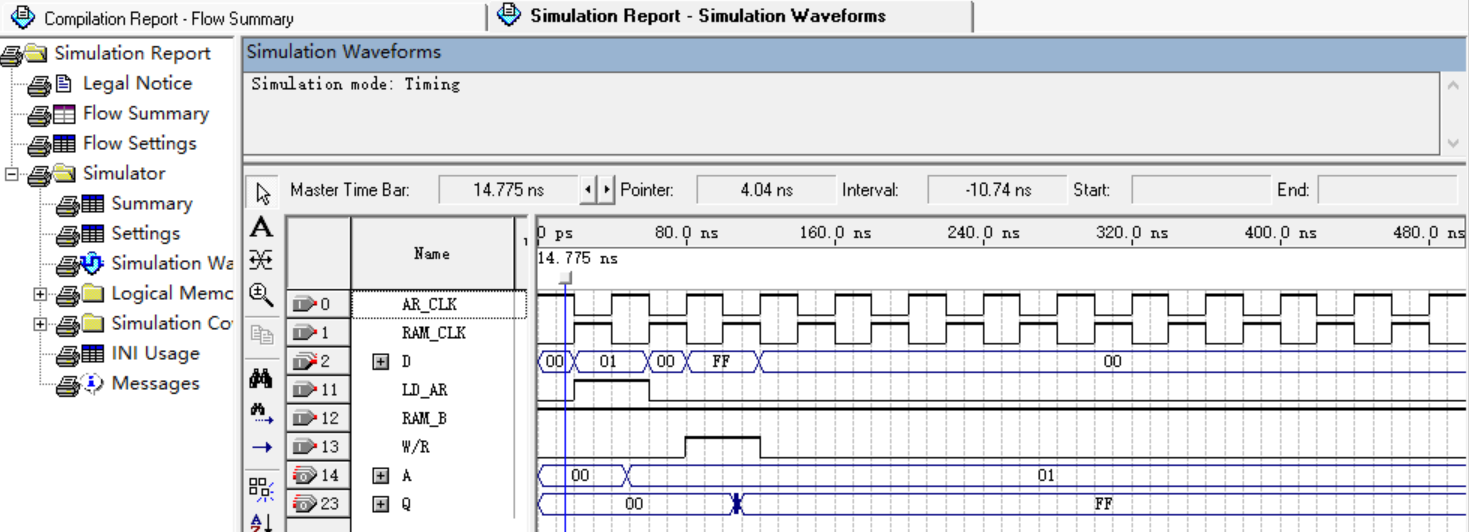 Compilation Report - Flow Summary
Simulation Report - Simulation Waveforms
Simulation Report
Legal Notice
Flow Summary
Flow Settings
Simulator
Summary
Settings
Simulation Wa
Logical Memo
Simulation Co
INI Usage
Messages
Simulation Waveforms
Simulation mode: Timing
Master Time Bar: 14.775 ns Pointer: 4.04 ns Interval: -10.74 ns Start: End:
Name
0 ps 80.0 ns 160.0 ns 240.0 ns 320.0 ns 400.0 ns 480.0 ns
14.775 ns
0 AR_CLK
1 RAM_CLK
2 D 00 01 00 FF 00
11 LD_AR
12 RAM_B
13 W/R
14 A 00 01
23 Q 00 FF